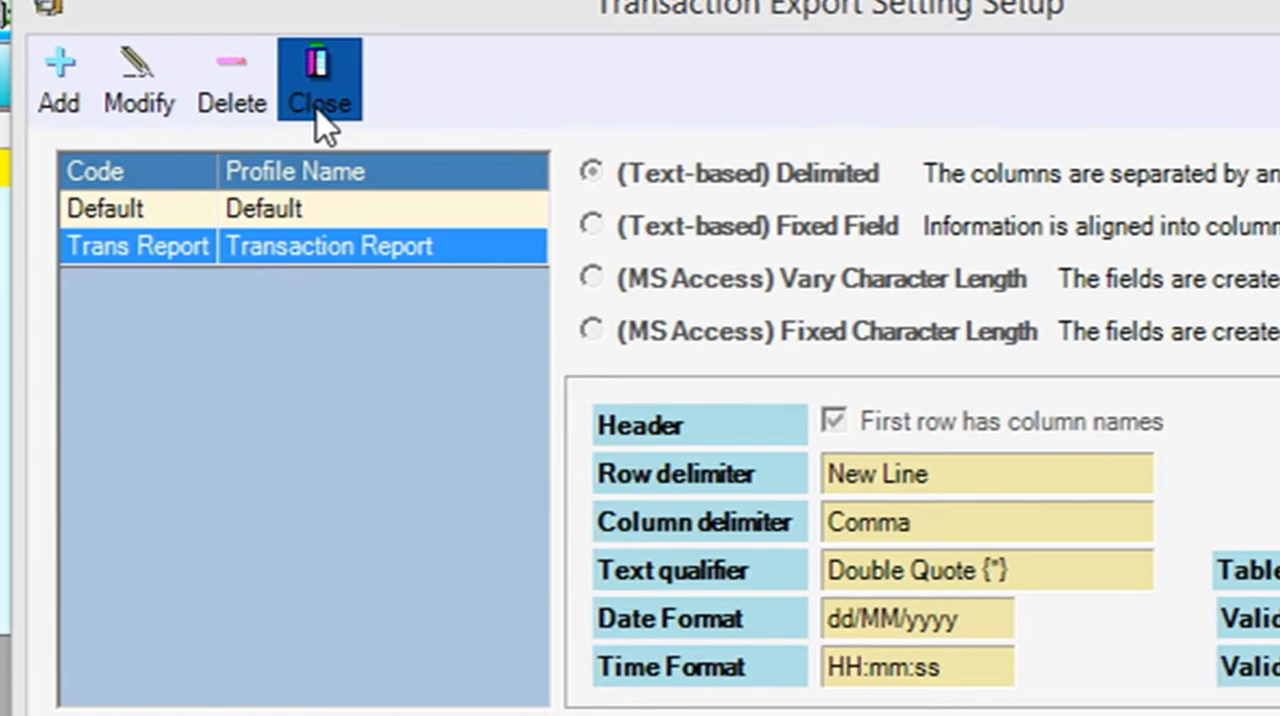 Transaction Export Setting Setup
Add Modify Delete Close
Code Profile Name
Default Default
Trans Report Transaction Report
(Text-based) Delimited The columns are separated by an
(Text-based) Fixed Field Information is aligned into column
(MS Access) Vary Character Length The fields are create
(MS Access) Fixed Character Length The fields are create
Header First row has column names
Row delimiter New Line
Column delimiter Comma
Text qualifier Double Quote {"} Table
Date Format dd/MM/yyyy Valid
Time Format HH:mm:ss Valid